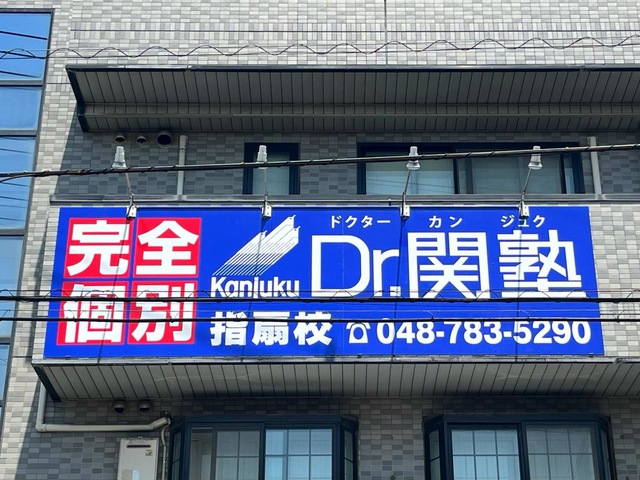 完全
個別
Kanjuku
ドクター カン ジュク
Dr.関塾
指扇校 ☎048-783-5290